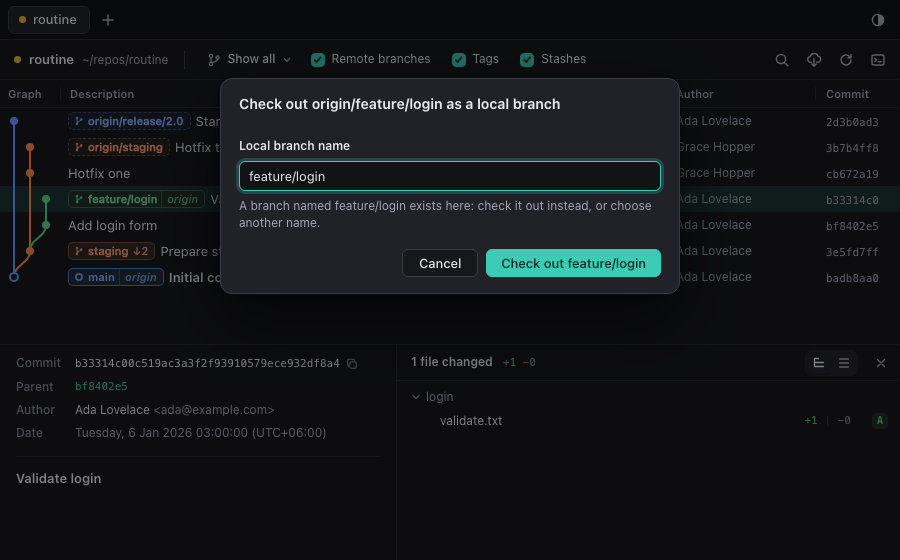 routine
routine ~/repos/routine Show all Remote branches Tags Stashes
Graph Description Author Commit
origin/release/2.0 Ada Lovelace 2d3b0ad3
origin/staging Hotfix Grace Hopper 3b7b4ff8
Hotfix one Grace Hopper cb672a19
feature/login origin Ada Lovelace b33314c0
Add login form Ada Lovelace bf8402e5
staging ↓2 Prepare Ada Lovelace 3e5fd7ff
main origin Initial Ada Lovelace badb8aa0
Check out origin/feature/login as a local branch
Local branch name
feature/login
A branch named feature/login exists here: check it out instead, or choose
another name.
Cancel Check out feature/login
Commit b33314c00c519ac3a3f2f93910579ece932df8a4
Parent bf8402e5
Author Ada Lovelace <ada@example.com>
Date Tuesday, 6 Jan 2026 03:00:00 (UTC+06:00)
Validate login
1 file changed +1 −0
login
validate.txt +1 −0 A